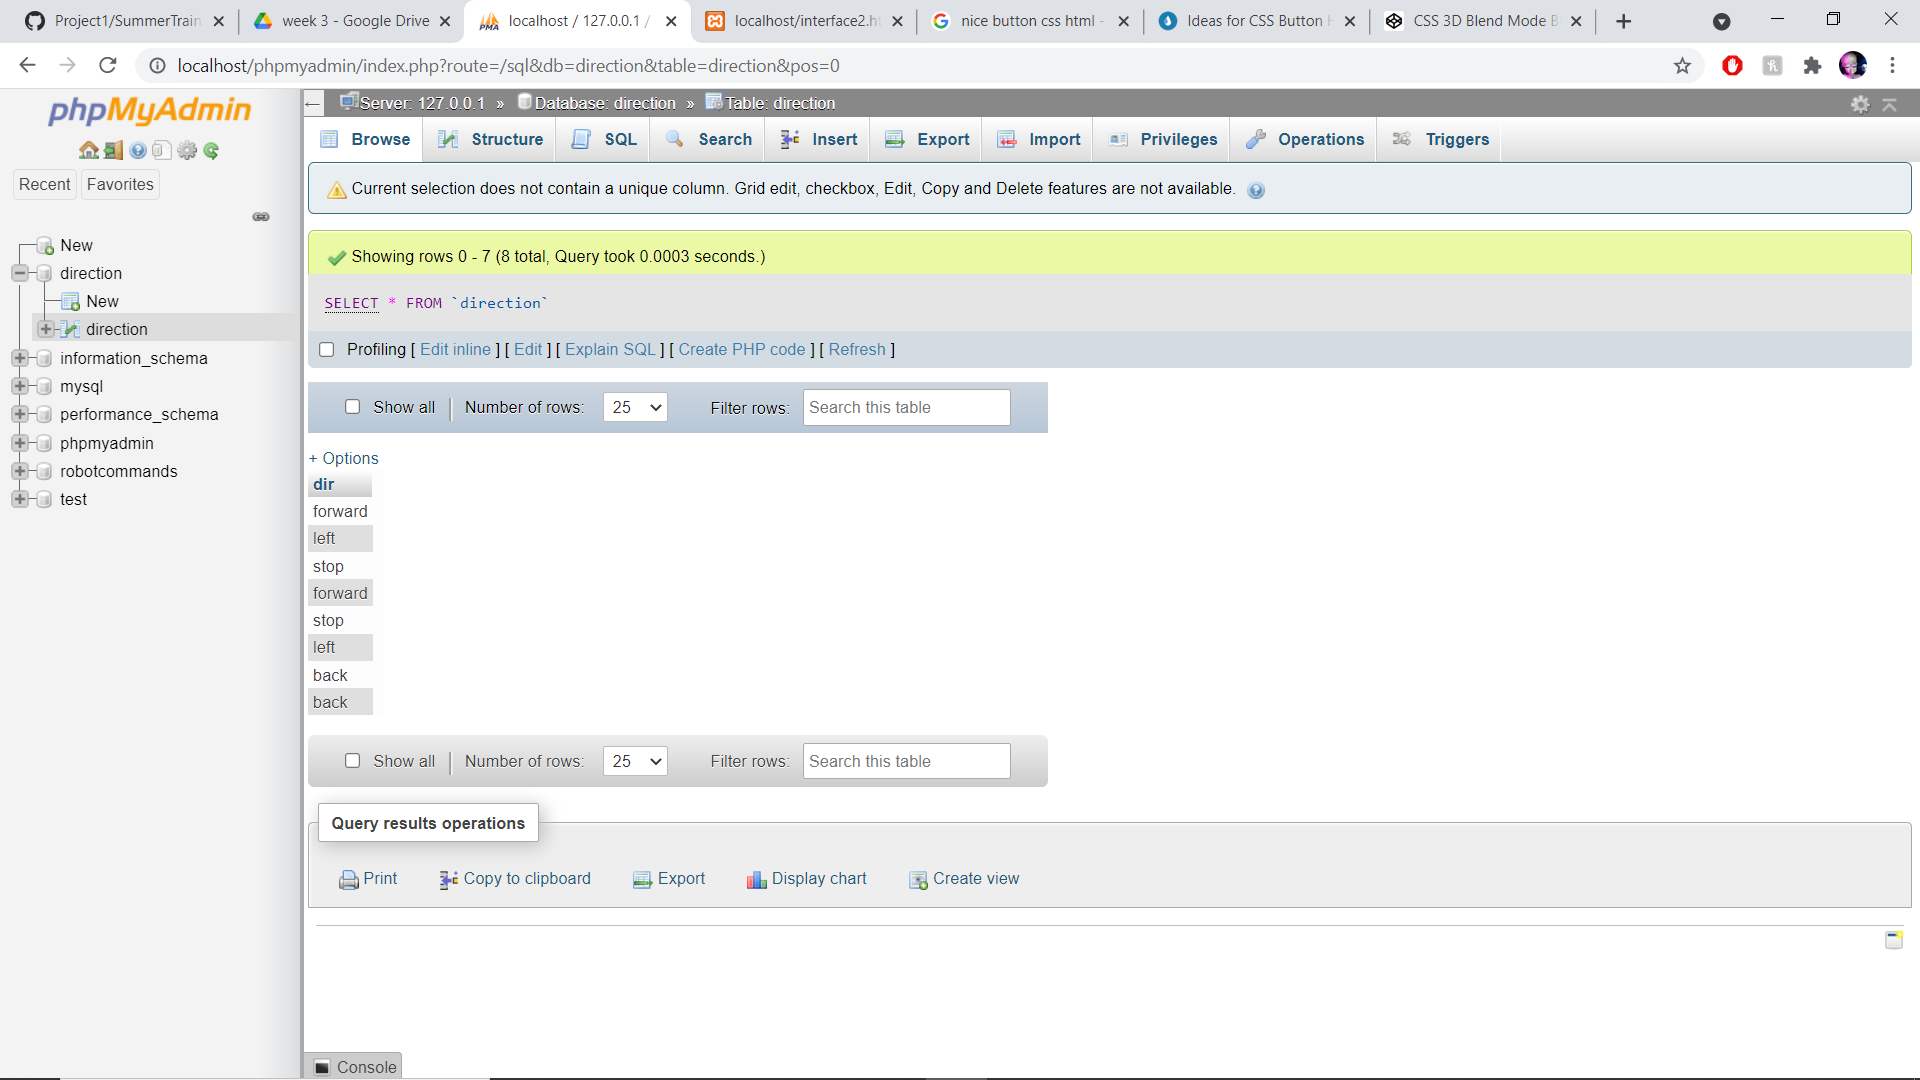 Project1/SummerTrain
week 3 - Google Drive
localhost / 127.0.0.1 /
localhost/interface2.ht
nice button css html -
Ideas for CSS Button H
CSS 3D Blend Mode B
localhost/phpmyadmin/index.php?route=/sql&db=direction&table=direction&pos=0
phpMyAdmin
Recent
Favorites
New
direction
New
direction
information_schema
mysql
performance_schema
phpmyadmin
robotcommands
test
Server: 127.0.0.1 » Database: direction » Table: direction
Browse
Structure
SQL
Search
Insert
Export
Import
Privileges
Operations
Triggers
Current selection does not contain a unique column. Grid edit, checkbox, Edit, Copy and Delete features are not available.
Showing rows 0 - 7 (8 total, Query took 0.0003 seconds.)
SELECT * FROM `direction`
Profiling [ Edit inline ] [ Edit ] [ Explain SQL ] [ Create PHP code ] [ Refresh ]
Show all
Number of rows:
25
Filter rows:
Search this table
+ Options
dir
forward
left
stop
forward
stop
left
back
back
Show all
Number of rows:
25
Filter rows:
Search this table
Query results operations
Print
Copy to clipboard
Export
Display chart
Create view
Console